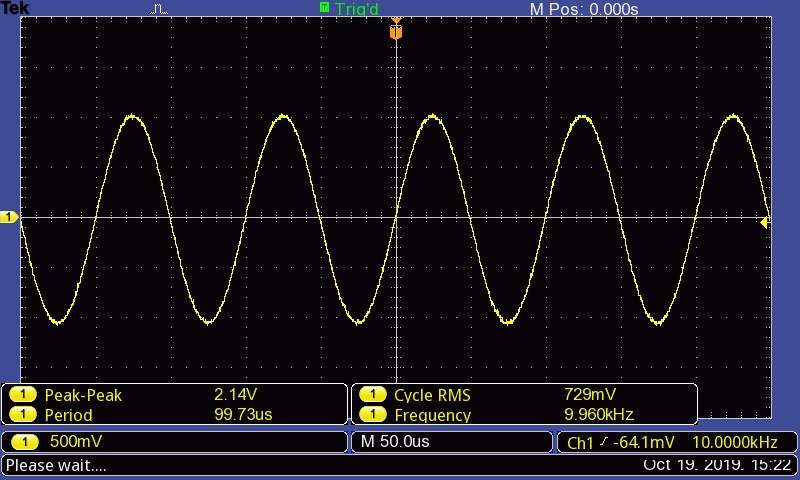 Tek T Trig'd M Pos: 0.000s
T
1
1 Peak-Peak 2.14V 1 Cycle RMS 729mV
1 Period 99.73us 1 Frequency 9.960kHz
1 500mV M 50.0us Ch1 -64.1mV 10.0000kHz
Please wait.... Oct 19, 2019, 15:22